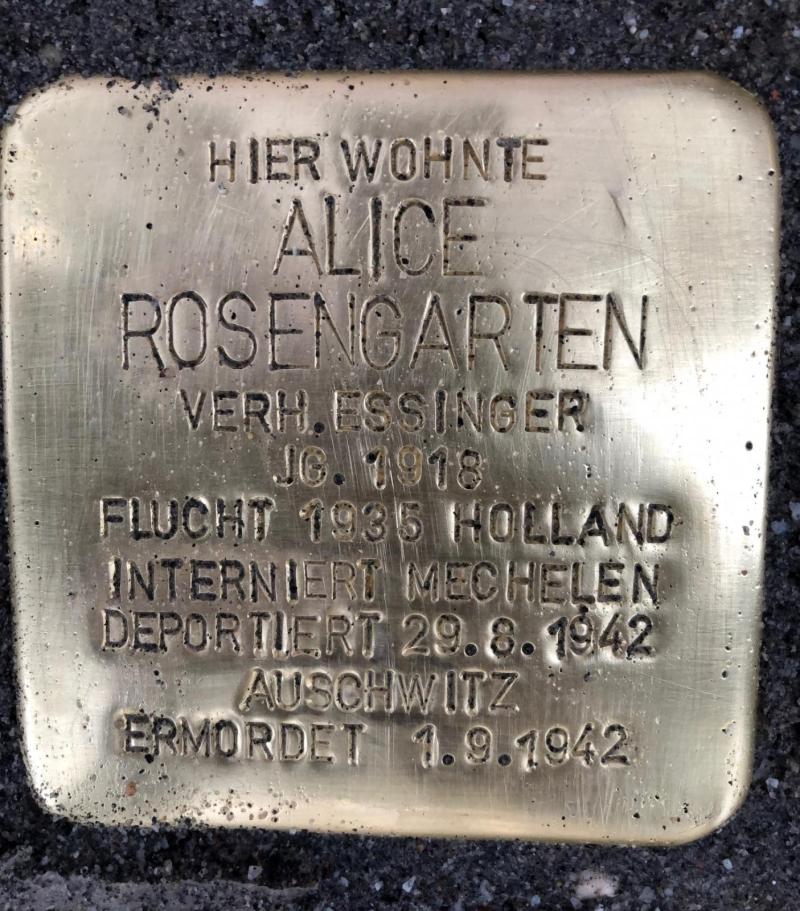 HIER WOHNTE
ALICE
ROSENGARTEN
VERH. ESSINGER
JG. 1918
FLUCHT 1935 HOLLAND
INTERNIERT MECHELEN
DEPORTIERT 29.8.1942
AUSCHWITZ
ERMORDET 1.9.1942